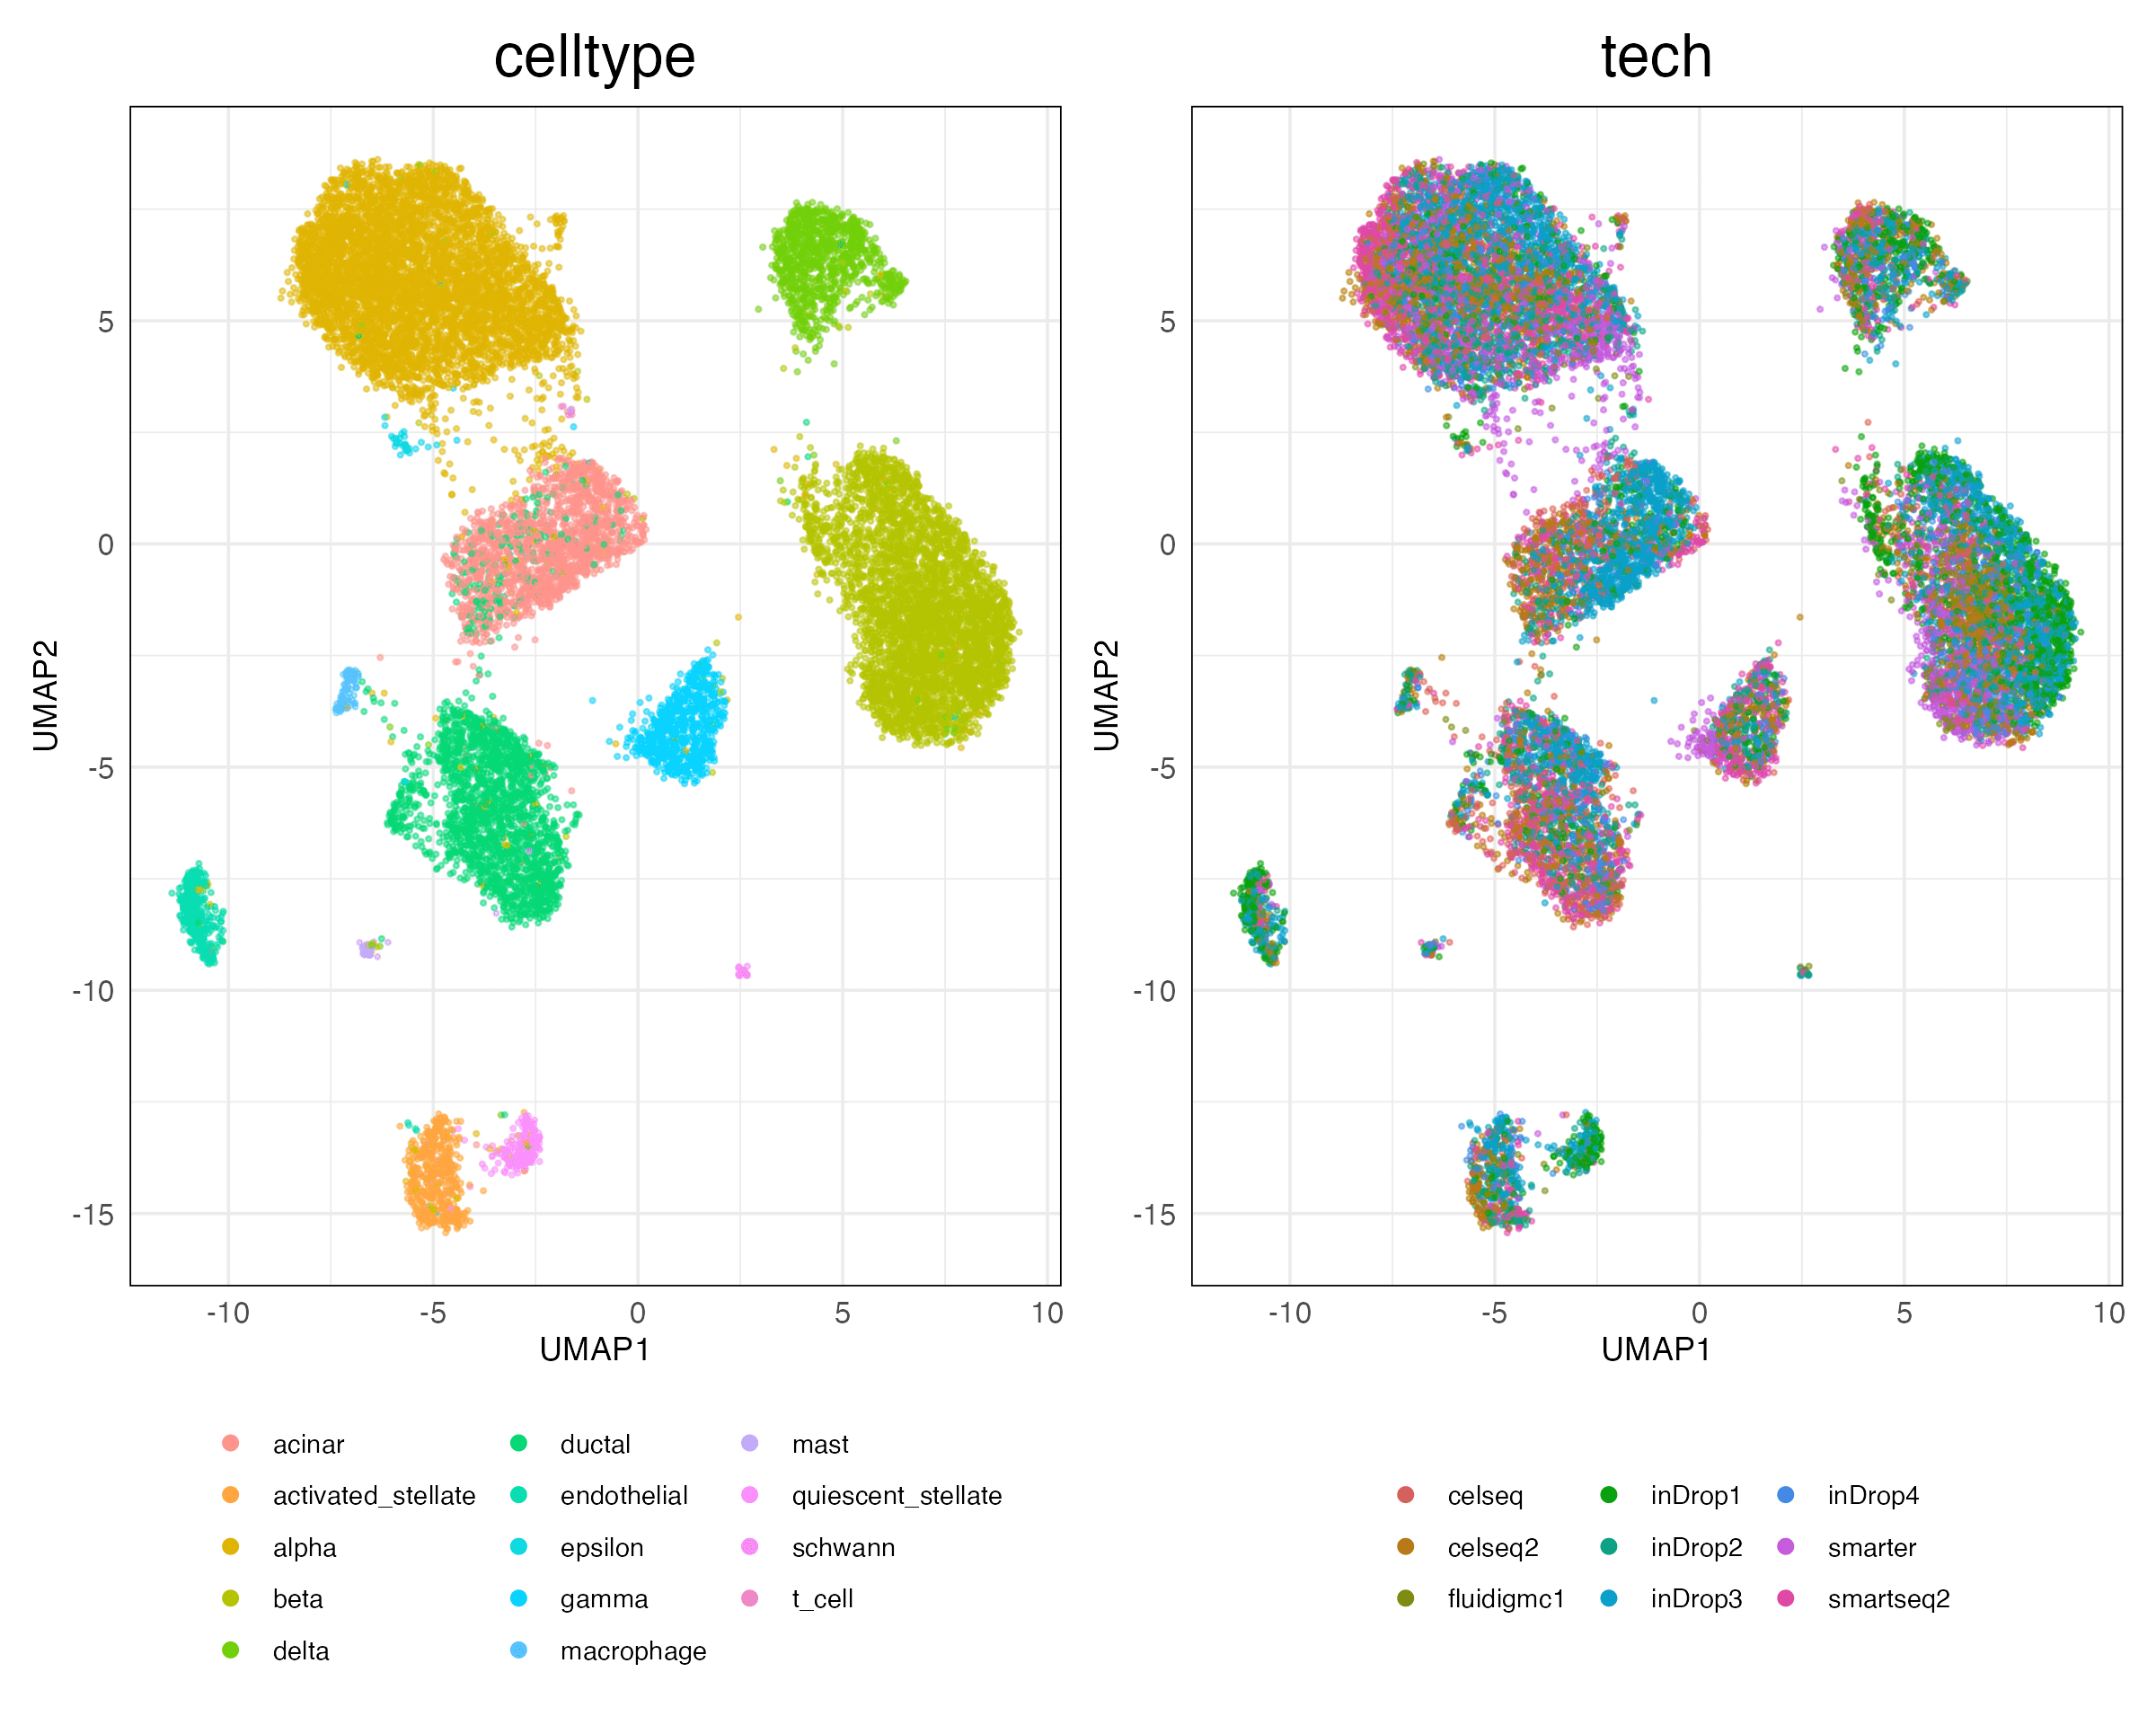 celltype
tech
UMAP2
5
0
-5
-10
-15
-10
-5
0
5
10
UMAP1
UMAP2
5
0
-5
-10
-15
-10
-5
0
5
10
UMAP1
acinar
activated_stellate
alpha
beta
delta
ductal
endothelial
epsilon
gamma
macrophage
mast
quiescent_stellate
schwann
t_cell
celseq
celseq2
fluidigmc1
inDrop1
inDrop2
inDrop3
inDrop4
smarter
smartseq2